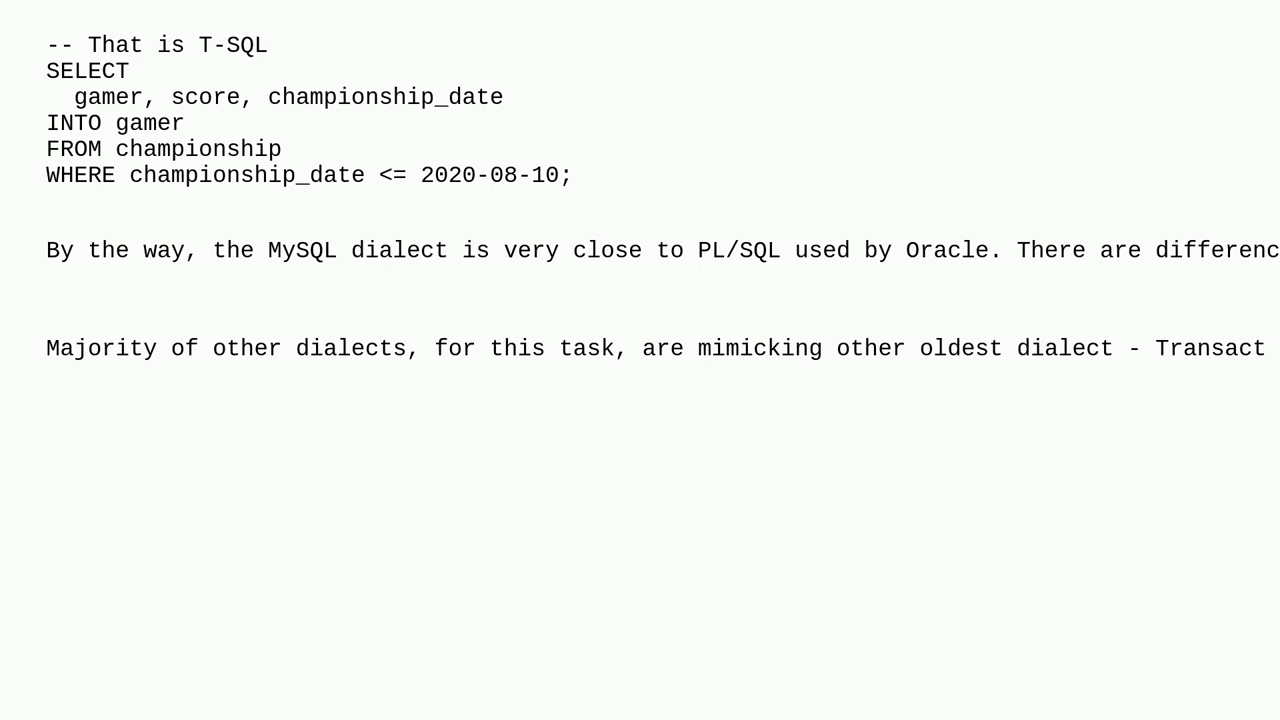 -- That is T-SQL
SELECT
  gamer, score, championship_date
INTO gamer
FROM championship
WHERE championship_date <= 2020-08-10;
By the way, the MySQL dialect is very close to PL/SQL used by Oracle. There are differenc
Majority of other dialects, for this task, are mimicking other oldest dialect - Transact